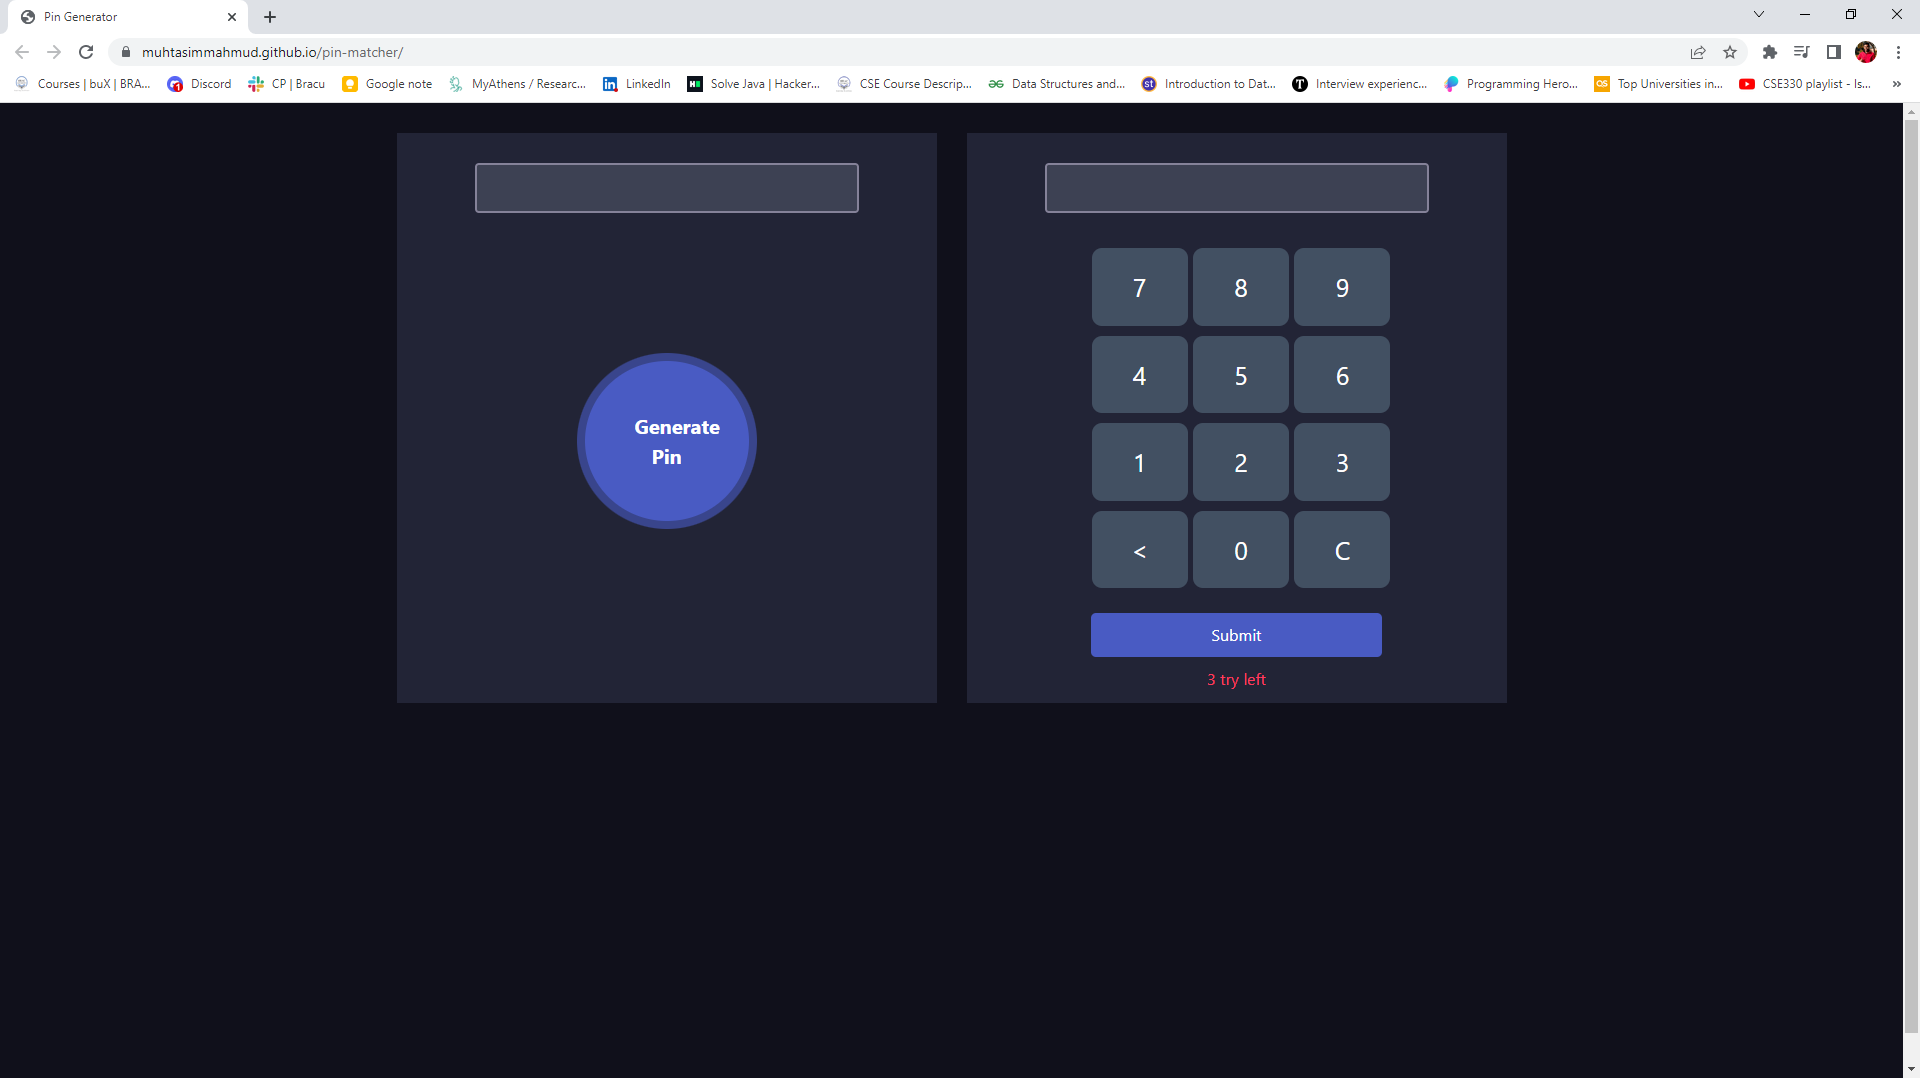 Pin Generator
muhtasimmahmud.github.io/pin-matcher/
Courses | buX | BRA... Discord CP | Bracu Google note MyAthens / Researc... LinkedIn Solve Java | Hacker... CSE Course Descrip... Data Structures and... Introduction to Dat... Interview experienc... Programming Hero... Top Universities in... CSE330 playlist - Is... »
7 8 9
4 5 6
Generate
Pin
1 2 3
< 0 C
Submit
3 try left